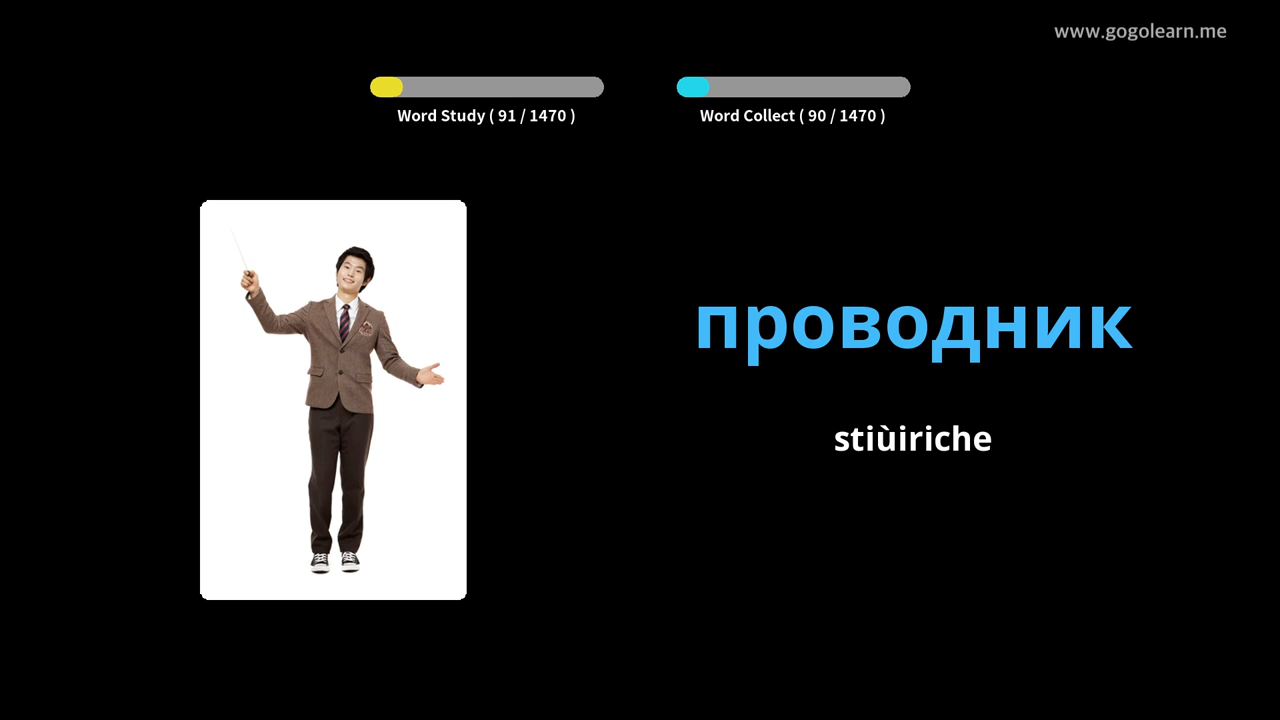 www.gogolearn.me
Word Study ( 91 / 1470 )
Word Collect ( 90 / 1470 )
проводник
stiùiriche